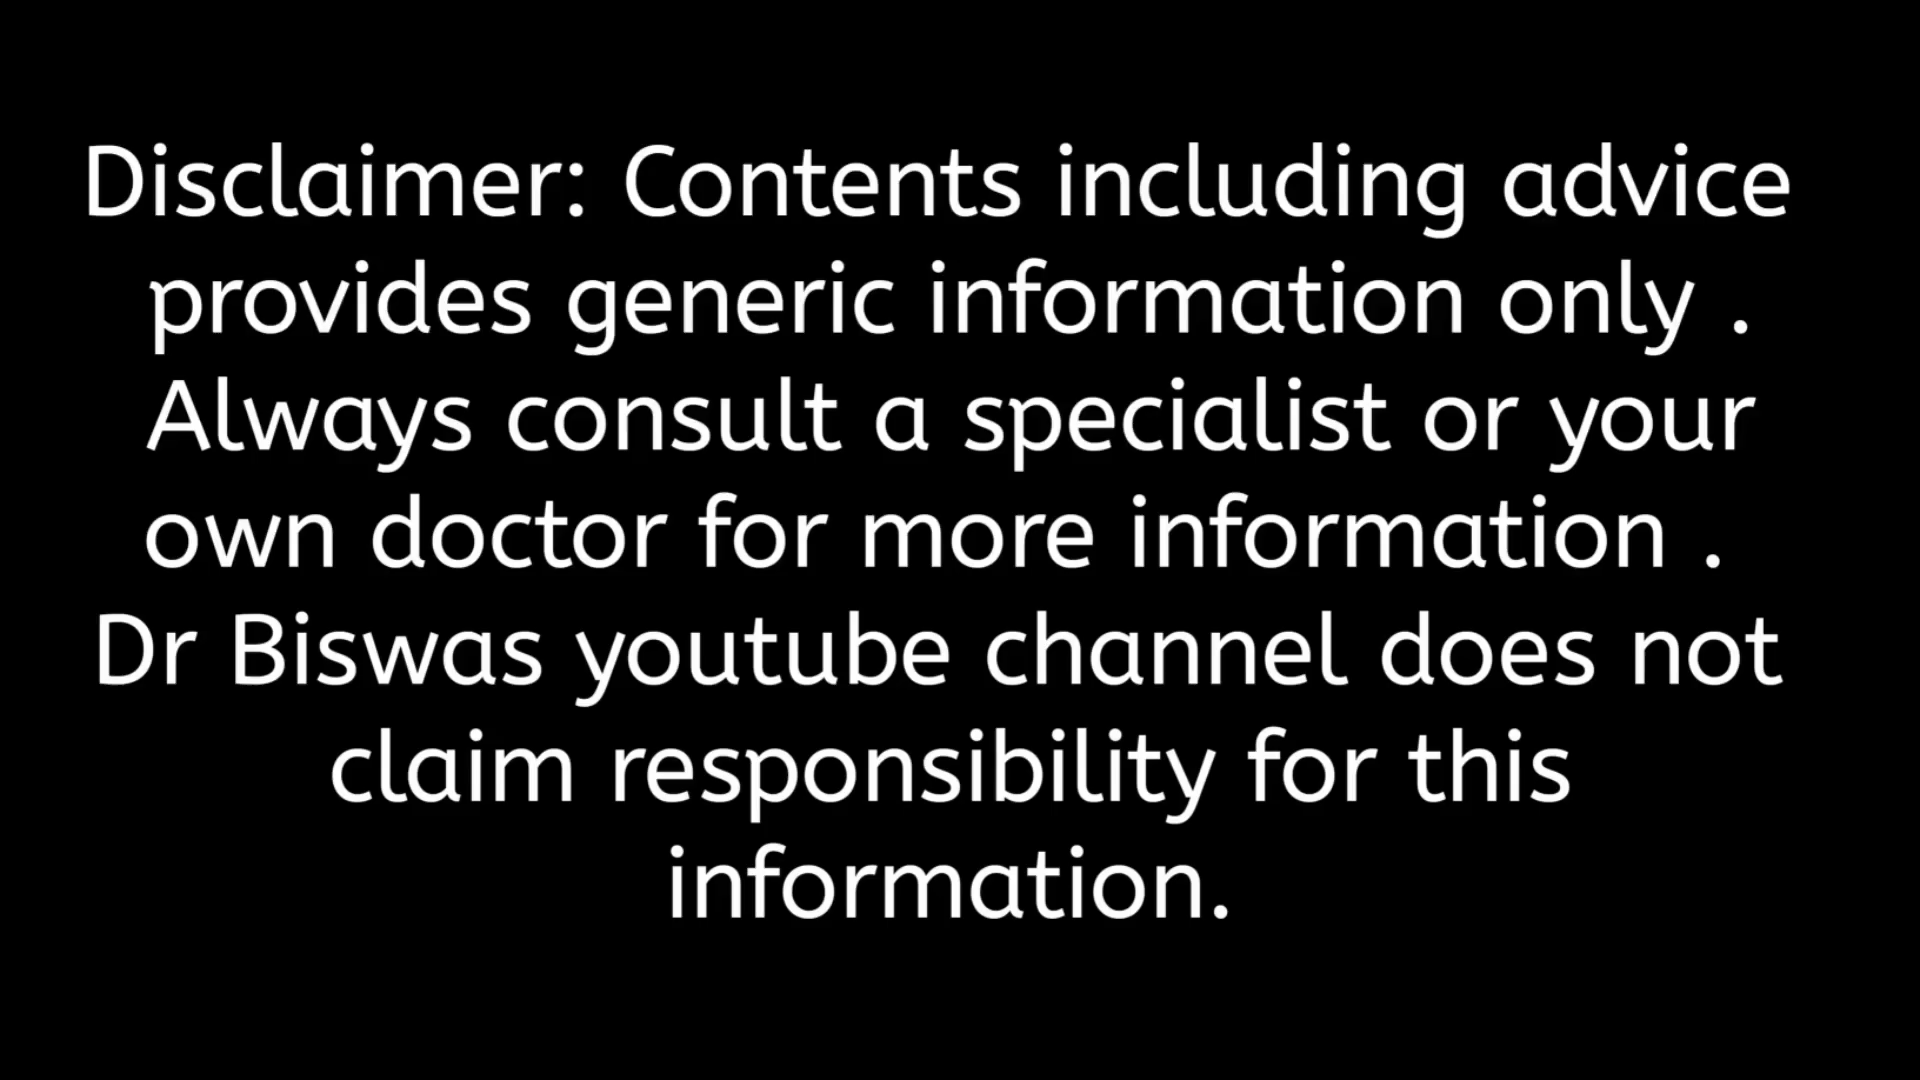 Disclaimer: Contents including advice
provides generic information only .
Always consult a specialist or your
own doctor for more information .
Dr Biswas youtube channel does not
claim responsibility for this
information.